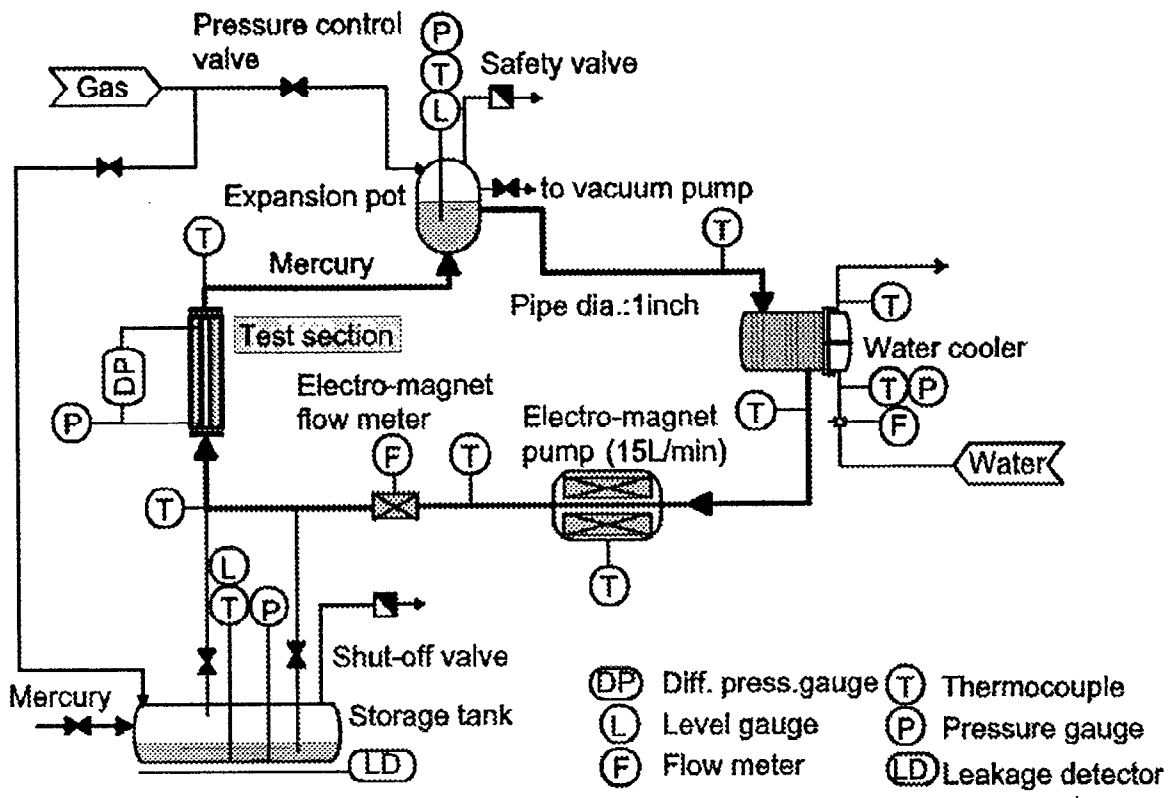 Pressure control
valve
P
T
L
Safety valve
Gas
Expansion pot
to vacuum pump
T
T
Mercury
Pipe dia.:1inch
T
Test section
DP
Water cooler
P
Electro-magnet
flow meter
T P
T
Electro-magnet
pump (15L/min)
F
F
T
Water
T
L
T P
T
Shut-off valve
Mercury
Storage tank
LD
DP Diff. press.gauge
L Level gauge
F Flow meter
T Thermocouple
P Pressure gauge
LD Leakage detector